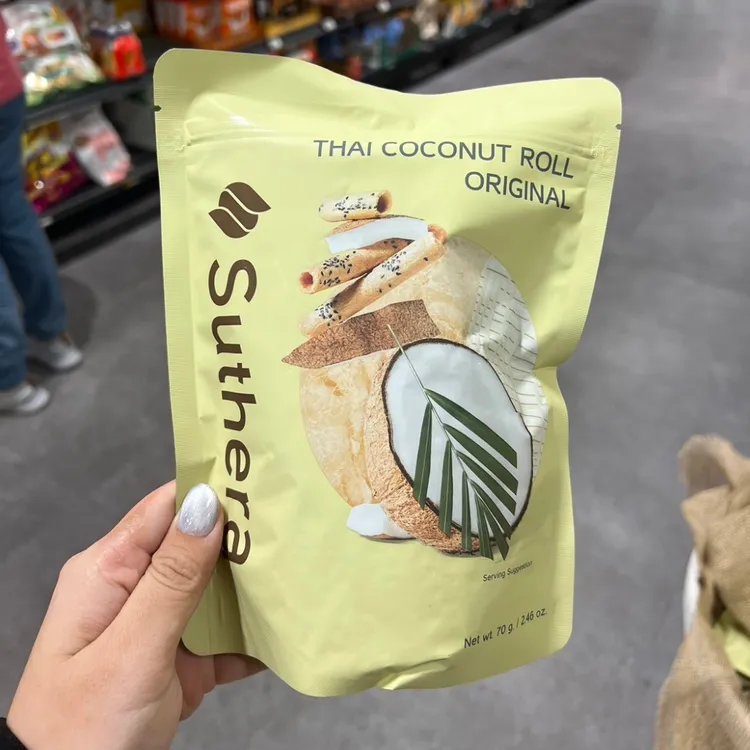 THAI COCONUT ROLL
ORIGINAL
Suthera
Serving Suggestion
Net wt. 70 g. | 2.46 oz.